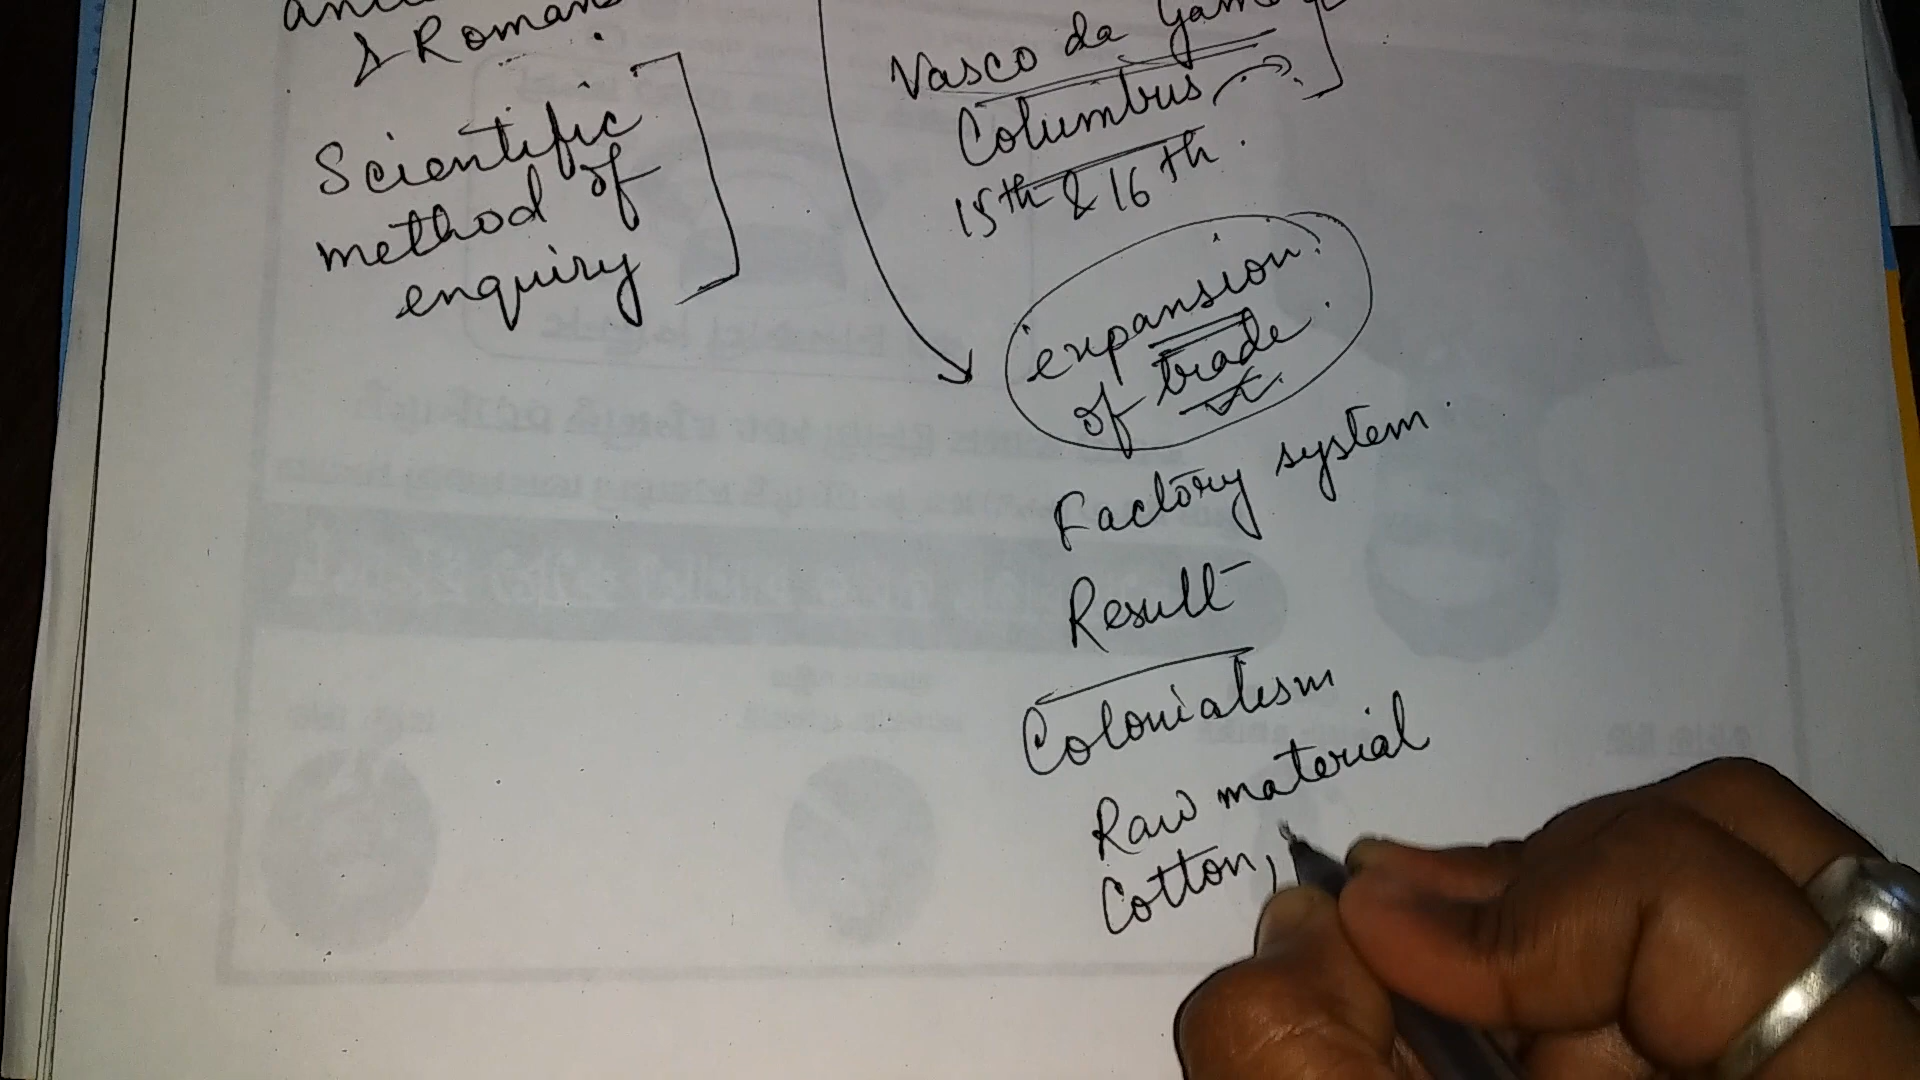 & Romans
Scientific
method of
enquiry
Vasco da Gama
Columbus
15th & 16th.
expansion
of trade.
Factory system.
Result
Colonialism
Raw material
Cotton,